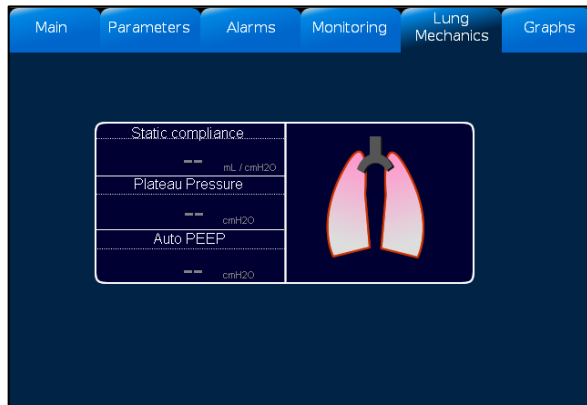 Main
Parameters
Alarms
Monitoring
Lung
Mechanics
Graphs
Static compliance
-- mL / cmH2O
Plateau Pressure
-- cmH2O
Auto PEEP
-- cmH2O